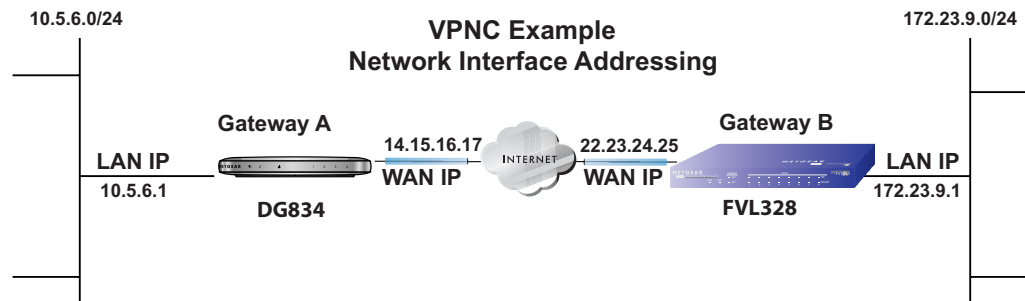 10.5.6.0/24
172.23.9.0/24
VPNC Example
Network Interface Addressing
Gateway A
Gateway B
14.15.16.17
INTERNET
22.23.24.25
LAN IP
WAN IP
WAN IP
LAN IP
10.5.6.1
172.23.9.1
DG834
FVL328
NETGEAR
NETGEAR